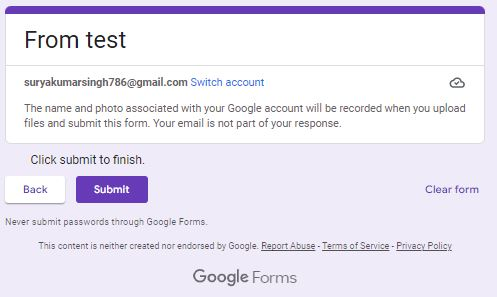 From test
suryakumarsingh786@gmail.com Switch account
The name and photo associated with your Google account will be recorded when you upload
files and submit this form. Your email is not part of your response.
Click submit to finish.
Back Submit Clear form
Never submit passwords through Google Forms.
This content is neither created nor endorsed by Google. Report Abuse - Terms of Service - Privacy Policy
Google Forms